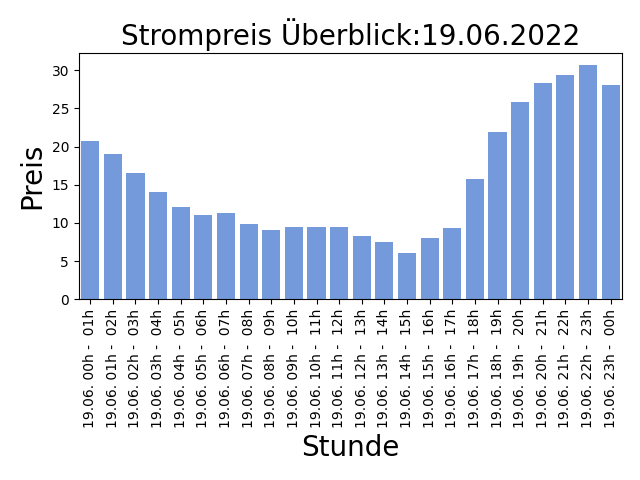 Strompreis Überblick:19.06.2022
Preis
30
25
20
15
10
5
0
19.06. 00h - 01h
19.06. 01h - 02h
19.06. 02h - 03h
19.06. 03h - 04h
19.06. 04h - 05h
19.06. 05h - 06h
19.06. 06h - 07h
19.06. 07h - 08h
19.06. 08h - 09h
19.06. 09h - 10h
19.06. 10h - 11h
19.06. 11h - 12h
19.06. 12h - 13h
19.06. 13h - 14h
19.06. 14h - 15h
19.06. 15h - 16h
19.06. 16h - 17h
19.06. 17h - 18h
19.06. 18h - 19h
19.06. 19h - 20h
19.06. 20h - 21h
19.06. 21h - 22h
19.06. 22h - 23h
19.06. 23h - 00h
Stunde